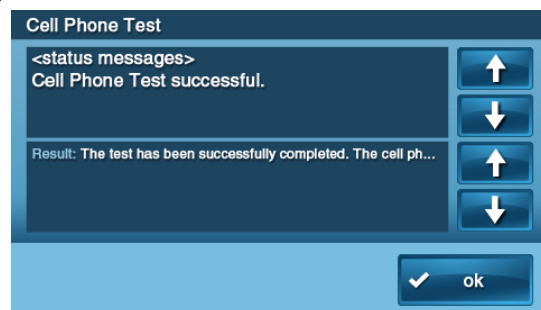 Cell Phone Test
<status messages>
Cell Phone Test successful.
Result: The test has been successfully completed. The cell ph...
ok